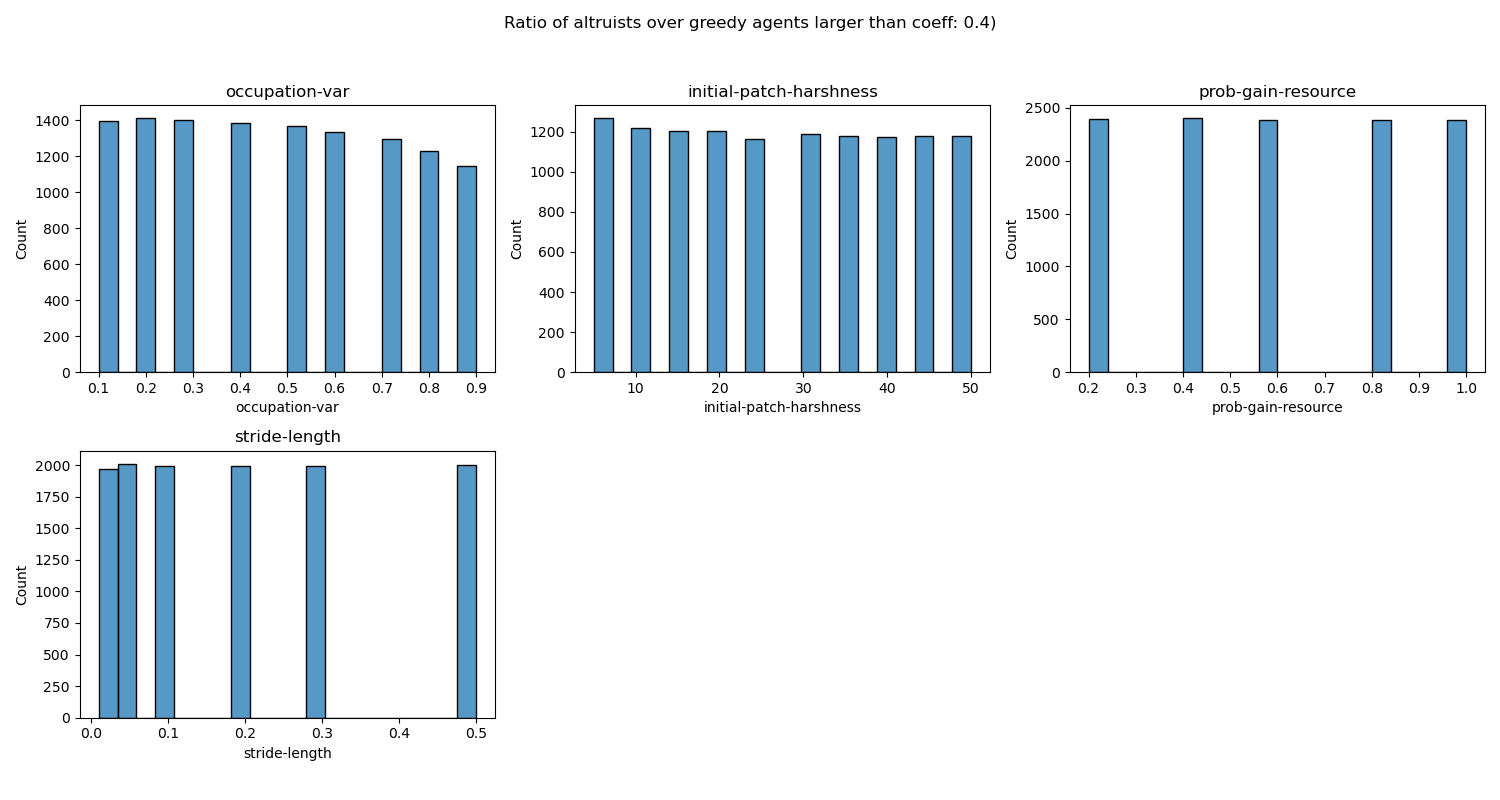 Ratio of altruists over greedy agents larger than coeff: 0.4)
occupation-var
1400
1200
1000
800
600
400
200
0
Count
0.1 0.2 0.3 0.4 0.5 0.6 0.7 0.8 0.9
occupation-var
initial-patch-harshness
1200
1000
800
600
400
200
0
Count
10 20 30 40 50
initial-patch-harshness
prob-gain-resource
2500
2000
1500
1000
500
0
Count
0.2 0.3 0.4 0.5 0.6 0.7 0.8 0.9 1.0
prob-gain-resource
stride-length
2000
1750
1500
1250
1000
750
500
250
0
Count
0.0 0.1 0.2 0.3 0.4 0.5
stride-length